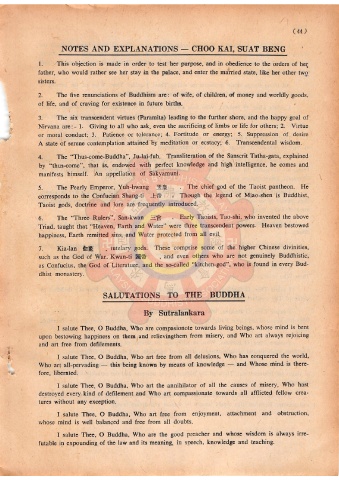 (44)
NOTES AND EXPLANATIONS — CHOO KAI, SUAT BENG
1. This objection is made in order to test her purpose, and in obedience to the orders of her
father, who would rather see her stay in the palace, and enter the married state, like her other two
sisters.
2. The five renunciations of Buddhism are: of wife, of children, of money and worldly goods,
of life, and of craving for existence in future births.
3. The six transcendent virtues (Paramita) leading to the further shore, and the happy goal of
Nirvana are:- 1. Giving to all who ask, even the sacrificing of limbs or life for others; 2. Virtue
or moral conduct; 3. Patience or tolerance; 4. Fortitude or energy; 5. Suppression of desire
A state of serene contemplation attained by meditation or ecstacy; 6. Transcendental wisdom.
4. The "Thus-come-Buddha", Ju-lai-fuh. Transliteration of the Sanscrit Tathu-gata, explained
by "thus-come", that is, endowed with perfect knowledge and high intelligence, he comes and
manifests himself. An appellation of Sakyamuni.
5. The Pearly Emperor, Yuh-hwang The chief god of the Taoist pantheon. He
corresponds to the Confucian Shang-ti 上帝 . Though the legend of Miao-shen is Buddhist,
Taoist gods, doctrine and lore are frequently introduced.
6. The "Three Rulers", San-kwan 三官 Early Taoists, Tao-shi, who invented the above
Triad, taught that "Heaven, Earth and Water" were three transcendent powers. Heaven bestowed
happiness, Earth remitted sins and Water protected from all evil.
7. Kia-lan tutelary gods. These comprise some of the higher Chinese divinities,
such as the God of War, Kwan-ti , and even others who are not genuinely Buddhistic,
as Confucius, the God of Literature, and the so-called "kitchen-god", who is found in every Bud-
dhist monastery.
SALUTATIONS TO THE BUDDHA
By Sutralankara
I salute Thee, O Buddha, Who are compasionate towards living beings, whose mind is bent
upon bestowing happiness on them and relievingthem from misery, and Who art always rejoicing
and art free from defilements.
I salute Thee, O Buddha, Who art free from all delusions, Who has conquered the world,
Who art all-pervading — this being known by means of knowledge — and Whose mind is there-
fore, liberated.
I salute Thee, O Buddha, Who art the annihilator of all the causes of misery, Who hast
destroyed every kind of defilement and Who art compassionate towards all afflicted fellow crea-
tures without any exception.
I salute Thee, O Buddha, Who art free from enjoyment, attachment and obstruction,
whose mind is well balanced and free from all doubts.
I salute Thee, O Buddha, Who are the good preacher and whose wisdom is always irre-
futable in expounding of the law and its meaning, in speech, knowledge and teaching.